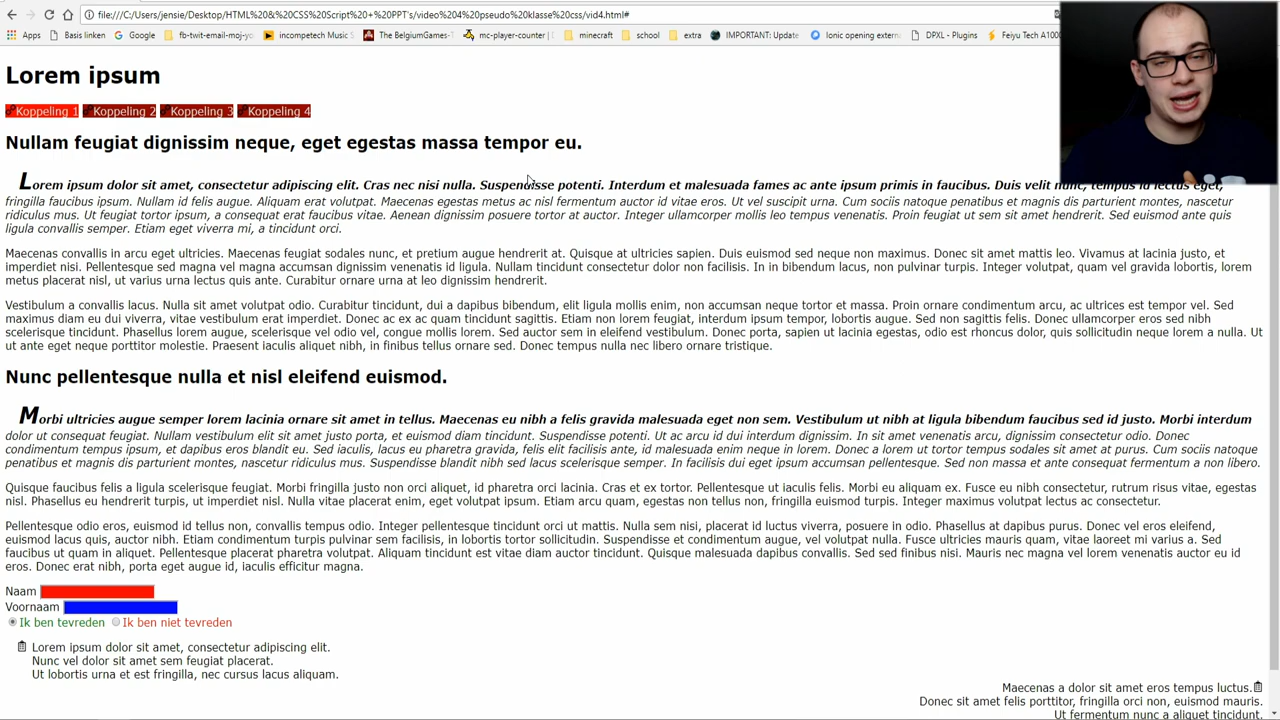 file:///C:/Users/jensie/Desktop/HTML%20&%20CSS%20Script+%20PPT's/video%204%20pseudo%20klasse%20css/vid4.html#
Apps Basis linken Google fb-twit-email-moj-yo incompetech Music S The BelgiumGames-T mc-player-counter ( minecraft school extra IMPORTANT: Update Ionic opening extern DPXL - Plugins Feiyu Tech A1000
Lorem ipsum
Koppeling 1 Koppeling 2 Koppeling 3 Koppeling 4
Nullam feugiat dignissim neque, eget egestas massa tempor eu.
Lorem ipsum dolor sit amet, consectetur adipiscing elit. Cras nec nisi nulla. Suspendisse potenti. Interdum et malesuada fames ac ante ipsum primis in faucibus. Duis velit nunc, tempus id lectus eget,
fringilla faucibus ipsum. Nullam id felis augue. Aliquam erat volutpat. Maecenas egestas metus ac nisl fermentum auctor id vitae eros. Ut vel suscipit urna. Cum sociis natoque penatibus et magnis dis parturient montes, nascetur
ridiculus mus. Ut feugiat tortor ipsum, a consequat erat faucibus vitae. Aenean dignissim posuere tortor at auctor. Integer ullamcorper mollis leo tempus venenatis. Proin feugiat ut sem sit amet hendrerit. Sed euismod ante quis
ligula convallis semper. Etiam eget viverra mi, a tincidunt orci.
Maecenas convallis in arcu eget ultricies. Maecenas feugiat sodales nunc, et pretium augue hendrerit at. Quisque at ultricies sapien. Duis euismod sed neque non maximus. Donec sit amet mattis leo. Vivamus at lacinia justo, et
imperdiet nisi. Pellentesque sed magna vel magna accumsan dignissim venenatis id ligula. Nullam tincidunt consectetur dolor non facilisis. In in bibendum lacus, non pulvinar turpis. Integer volutpat, quam vel gravida lobortis, lorem
metus placerat nisl, ut varius urna lectus quis ante. Curabitur ornare urna at leo dignissim hendrerit.
Vestibulum a convallis lacus. Nulla sit amet volutpat odio. Curabitur tincidunt, dui a dapibus bibendum, elit ligula mollis enim, non accumsan neque tortor et massa. Proin ornare condimentum arcu, ac ultrices est tempor vel. Sed
maximus diam eu dui viverra, vitae vestibulum erat imperdiet. Donec ac ex ac quam tincidunt sagittis. Etiam non lorem feugiat, interdum ipsum tempor, lobortis augue. Sed non sagittis felis. Donec ullamcorper eros sed nibh
scelerisque tincidunt. Phasellus lorem augue, scelerisque vel odio vel, congue mollis lorem. Sed auctor sem in eleifend vestibulum. Donec porta, sapien ut lacinia egestas, odio est rhoncus dolor, quis sollicitudin neque lorem a nulla. Ut
ut ante eget neque porttitor molestie. Praesent iaculis aliquet nibh, in finibus tellus ornare sed. Donec tempus nulla nec libero ornare tristique.
Nunc pellentesque nulla et nisl eleifend euismod.
Morbi ultricies augue semper lorem lacinia ornare sit amet in tellus. Maecenas eu nibh a felis gravida malesuada eget non sem. Vestibulum ut nibh at ligula bibendum faucibus sed id justo. Morbi interdum
dolor ut consequat feugiat. Nullam vestibulum elit sit amet justo porta, et euismod diam tincidunt. Suspendisse potenti. Ut ac arcu id dui interdum dignissim. In sit amet venenatis arcu, dignissim consectetur odio. Donec
condimentum tempus ipsum, et dapibus eros blandit eu. Sed iaculis, lacus eu pharetra gravida, felis elit facilisis ante, id malesuada enim neque in lorem. Donec a lorem ut tortor tempus sodales sit amet at purus. Cum sociis natoque
penatibus et magnis dis parturient montes, nascetur ridiculus mus. Suspendisse blandit nibh sed lacus scelerisque semper. In facilisis dui eget ipsum accumsan pellentesque. Sed non massa et ante consequat fermentum a non libero.
Quisque faucibus felis a ligula scelerisque feugiat. Morbi fringilla justo non orci aliquet, id pharetra orci lacinia. Cras et ex tortor. Pellentesque ut iaculis felis. Morbi eu aliquam ex. Fusce eu nibh consectetur, rutrum risus vitae, egestas
nisl. Phasellus eu hendrerit turpis, ut imperdiet nisl. Nulla vitae placerat enim, eget volutpat ipsum. Etiam arcu quam, egestas non tellus non, fringilla euismod turpis. Integer maximus volutpat lectus ac consectetur.
Pellentesque odio eros, euismod id tellus non, convallis tempus odio. Integer pellentesque tincidunt orci ut mattis. Nulla sem nisi, placerat id luctus viverra, posuere in odio. Phasellus at dapibus purus. Donec vel eros eleifend,
euismod lacus quis, auctor nibh. Etiam condimentum turpis pulvinar sem facilisis, in lobortis tortor sollicitudin. Suspendisse et condimentum augue, vel volutpat nulla. Fusce ultricies mauris quam, vitae laoreet mi varius a. Sed
faucibus ut quam in aliquet. Pellentesque placerat pharetra volutpat. Aliquam tincidunt est vitae diam auctor tincidunt. Quisque malesuada dapibus convallis. Sed sed finibus nisi. Mauris nec magna vel lorem venenatis auctor eu id
eros. Donec erat nibh, porta eget augue id, iaculis efficitur magna.
Naam
Voornaam
Ik ben tevreden Ik ben niet tevreden
Lorem ipsum dolor sit amet, consectetur adipiscing elit.
Nunc vel dolor sit amet sem feugiat placerat.
Ut lobortis urna et est fringilla, nec cursus lacus aliquam.
Maecenas a dolor sit amet eros tempus luctus.
Donec sit amet felis porttitor, fringilla orci non, euismod mauris.
Ut fermentum nunc a aliquet tincidunt.